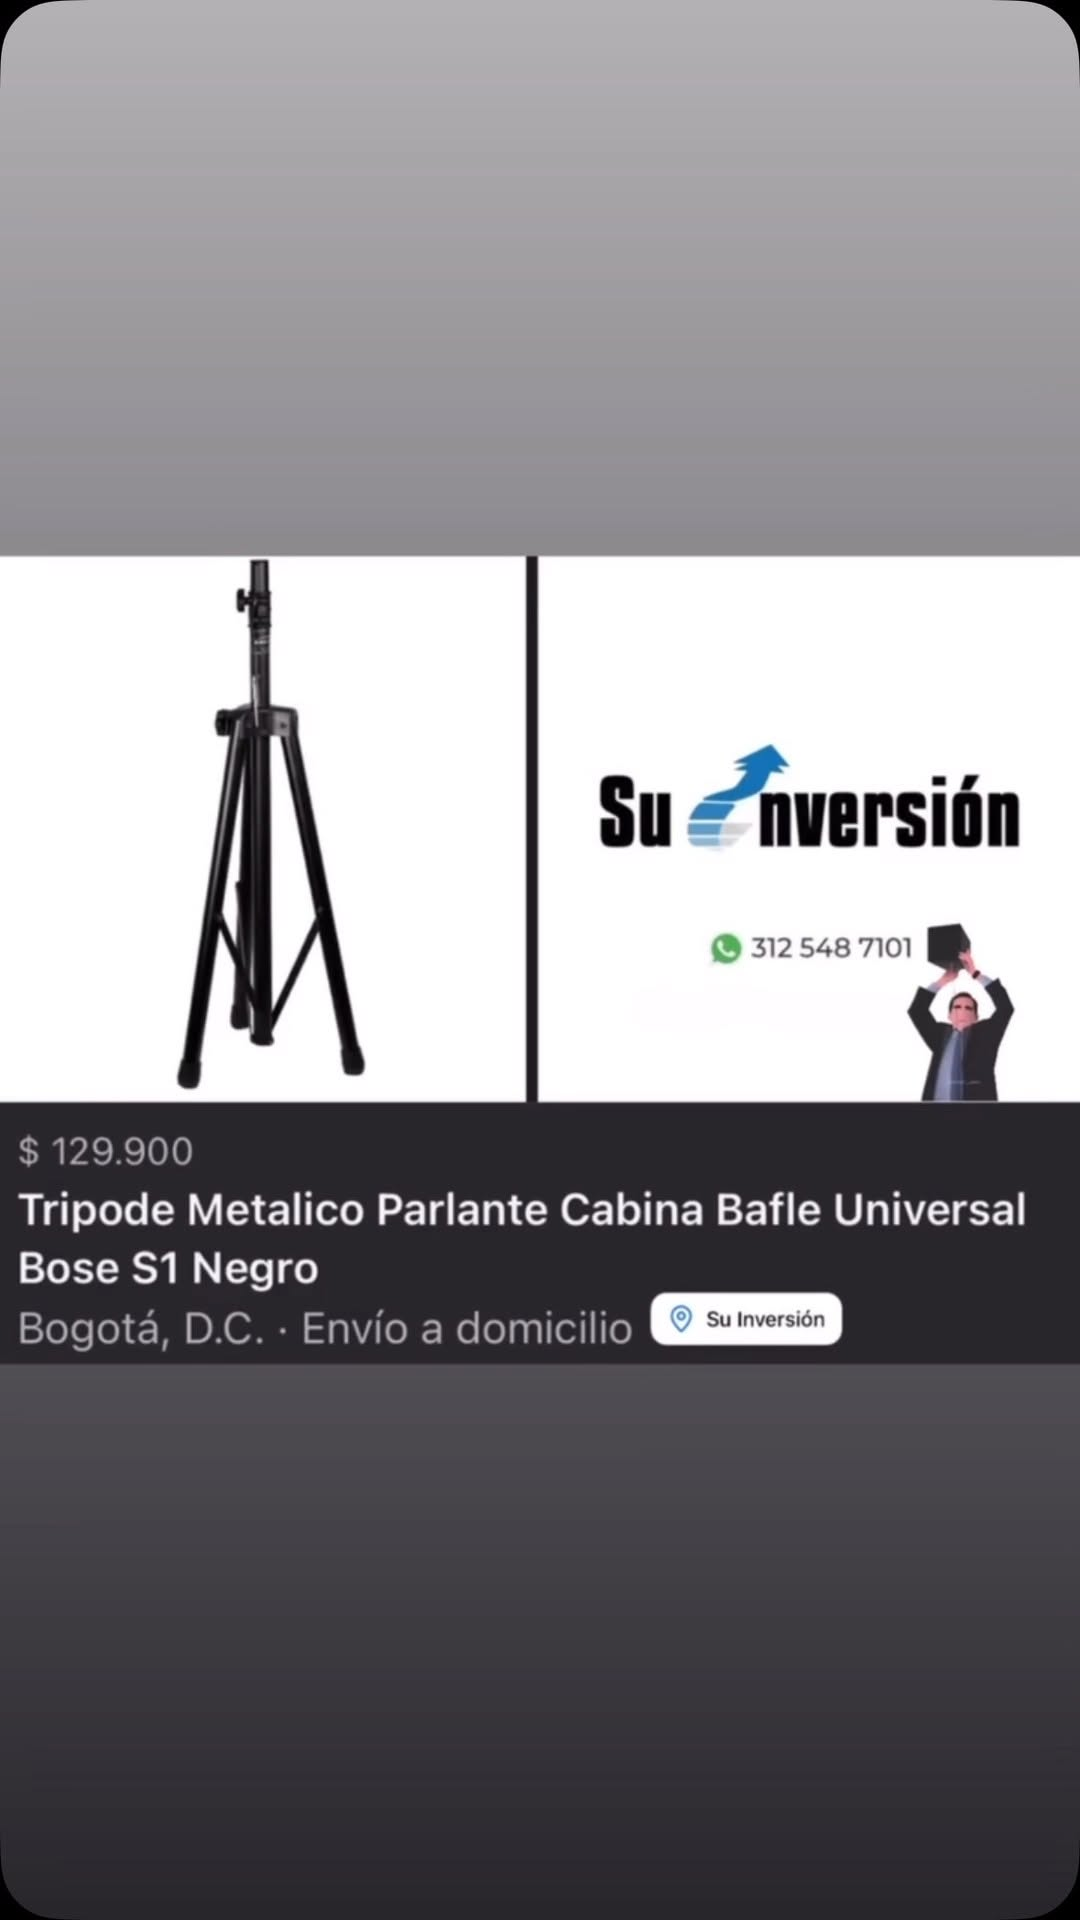 Su Inversión
312 548 7101
$ 129.900
Tripode Metalico Parlante Cabina Bafle Universal
Bose S1 Negro
Bogotá, D.C. · Envío a domicilio
Su Inversión